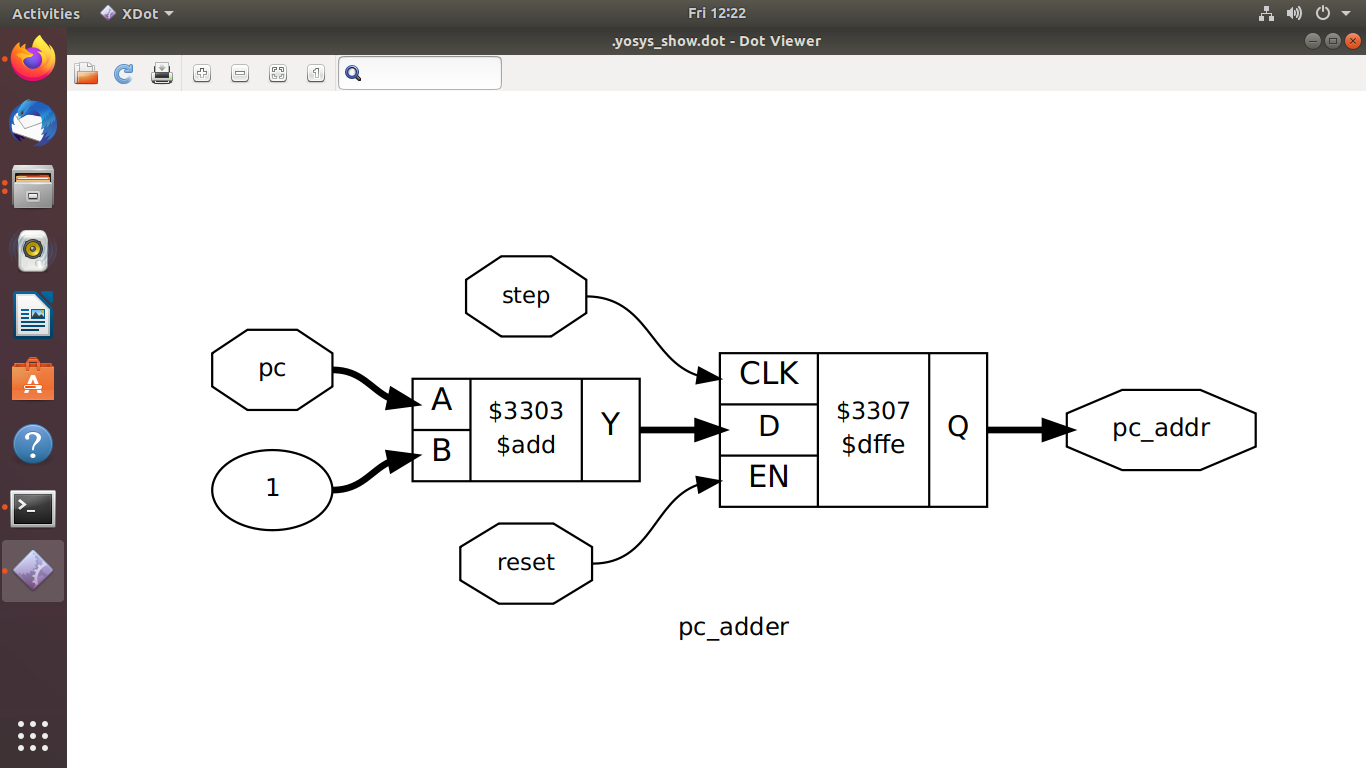 Activities
XDot
Fri 12:22
.yosys_show.dot - Dot Viewer
step
pc
1
A
B
$3303
$add
Y
reset
CLK
D
EN
$3307
$dffe
Q
pc_addr
pc_adder